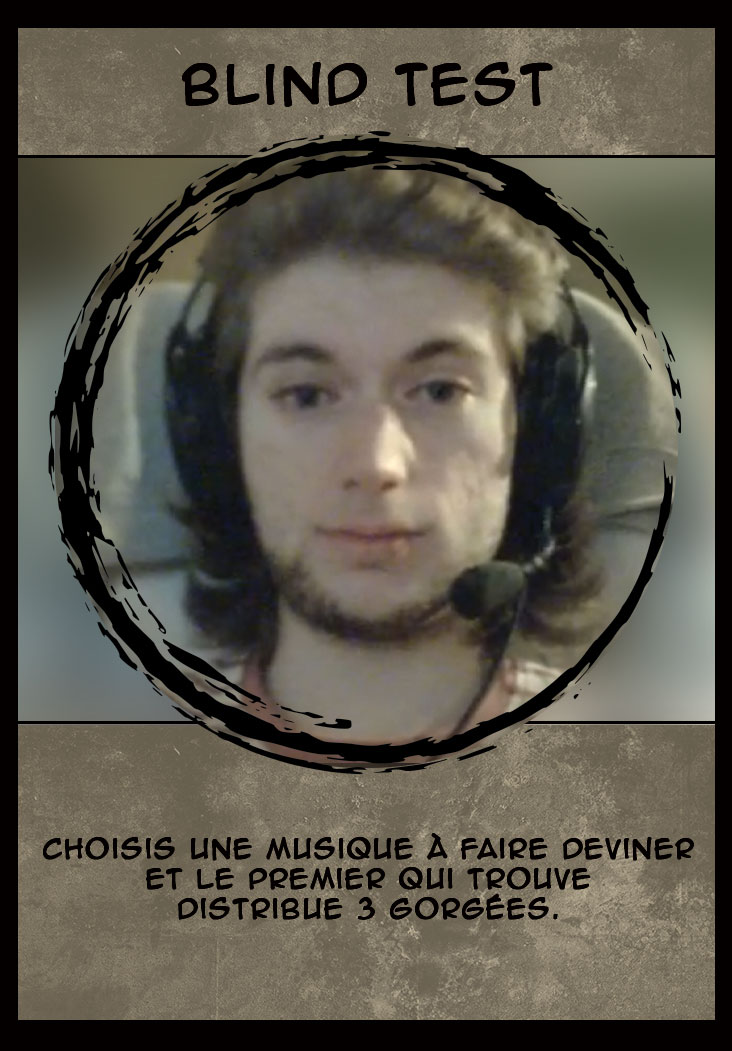 BLIND TEST
CHOISIS UNE MUSIQUE À FAIRE DEVINER
ET LE PREMIER QUI TROUVE
DISTRIBUE 3 GORGÉES.